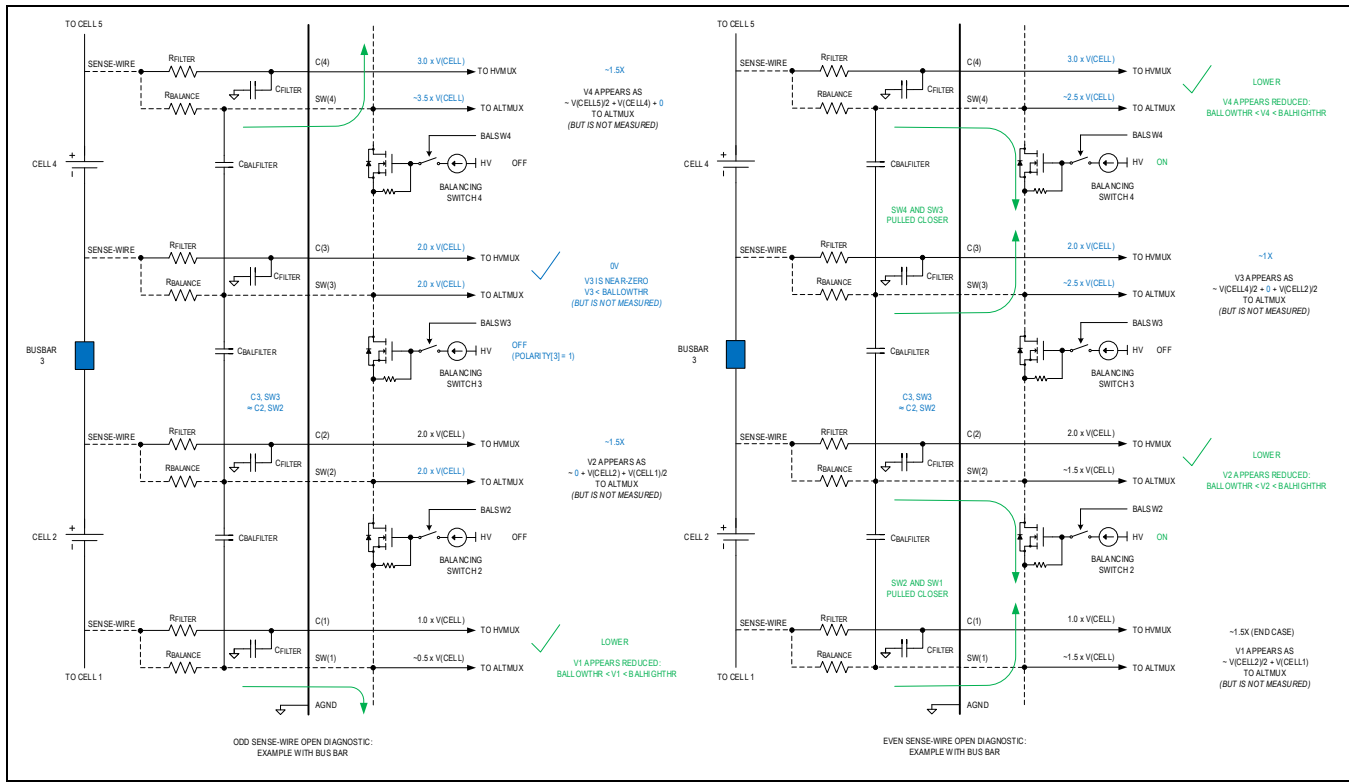 TO CELL 5
SENSE-WIRE
RFILTER
C(4)
3.0 x V(CELL)
TO HVMUX
CFILTER
RBALANCE
SW(4)
~3.5 x V(CELL)
TO ALTMUX
~1.5X
V4 APPEARS AS
~ V(CELL5)/2 + V(CELL4) + 0
TO ALTMUX
(BUT IS NOT MEASURED)
BALSW4
CELL 4
+
-
CBALFILTER
HV
OFF
BALANCING
SWITCH 4
SENSE-WIRE
RFILTER
C(3)
2.0 x V(CELL)
TO HVMUX
CFILTER
RBALANCE
SW(3)
2.0 x V(CELL)
TO ALTMUX
0V
V3 IS NEAR-ZERO
V3 < BALLOWTHR
(BUT IS NOT MEASURED)
BALSW3
BUSBAR
3
CBALFILTER
HV
OFF
(POLARITY[3] = 1)
BALANCING
SWITCH 3
C3, SW3
= C2, SW2
SENSE-WIRE
RFILTER
C(2)
2.0 x V(CELL)
TO HVMUX
CFILTER
RBALANCE
SW(2)
2.0 x V(CELL)
TO ALTMUX
~1.5X
V2 APPEARS AS
~ 0 + V(CELL2) + V(CELL1)/2
TO ALTMUX
(BUT IS NOT MEASURED)
BALSW2
CELL 2
+
-
CBALFILTER
HV
OFF
BALANCING
SWITCH 2
SENSE-WIRE
RFILTER
C(1)
1.0 x V(CELL)
TO HVMUX
CFILTER
RBALANCE
SW(1)
~0.5 x V(CELL)
TO ALTMUX
LOWER
V1 APPEARS REDUCED:
BALLOWTHR < V1 < BALHIGHTHR
TO CELL 1
AGND
ODD SENSE-WIRE OPEN DIAGNOSTIC:
EXAMPLE WITH BUS BAR
TO CELL 5
SENSE-WIRE
RFILTER
C(4)
3.0 x V(CELL)
TO HVMUX
CFILTER
RBALANCE
SW(4)
~2.5 x V(CELL)
TO ALTMUX
LOWER
V4 APPEARS REDUCED:
BALLOWTHR < V4 < BALHIGHTHR
BALSW4
CELL 4
+
-
CBALFILTER
HV
ON
BALANCING
SWITCH 4
SW4 AND SW3
PULLED CLOSER
SENSE-WIRE
RFILTER
C(3)
2.0 x V(CELL)
TO HVMUX
CFILTER
RBALANCE
SW(3)
~2.5 x V(CELL)
TO ALTMUX
~1X
V3 APPEARS AS
~ V(CELL4)/2 + 0 + V(CELL2)/2
TO ALTMUX
(BUT IS NOT MEASURED)
BALSW3
BUSBAR
3
CBALFILTER
HV
OFF
BALANCING
SWITCH 3
C3, SW3
= C2, SW2
SENSE-WIRE
RFILTER
C(2)
2.0 x V(CELL)
TO HVMUX
CFILTER
RBALANCE
SW(2)
~1.5 x V(CELL)
TO ALTMUX
LOWER
V2 APPEARS REDUCED:
BALLOWTHR < V2 < BALHIGHTHR
BALSW2
CELL 2
+
-
CBALFILTER
HV
ON
BALANCING
SWITCH 2
SW2 AND SW1
PULLED CLOSER
SENSE-WIRE
RFILTER
C(1)
1.0 x V(CELL)
TO HVMUX
CFILTER
RBALANCE
SW(1)
~1.5 x V(CELL)
TO ALTMUX
~1.5X (END CASE)
V1 APPEARS AS
~ V(CELL2)/2 + V(CELL1)
TO ALTMUX
(BUT IS NOT MEASURED)
TO CELL 1
AGND
EVEN SENSE-WIRE OPEN DIAGNOSTIC:
EXAMPLE WITH BUS BAR